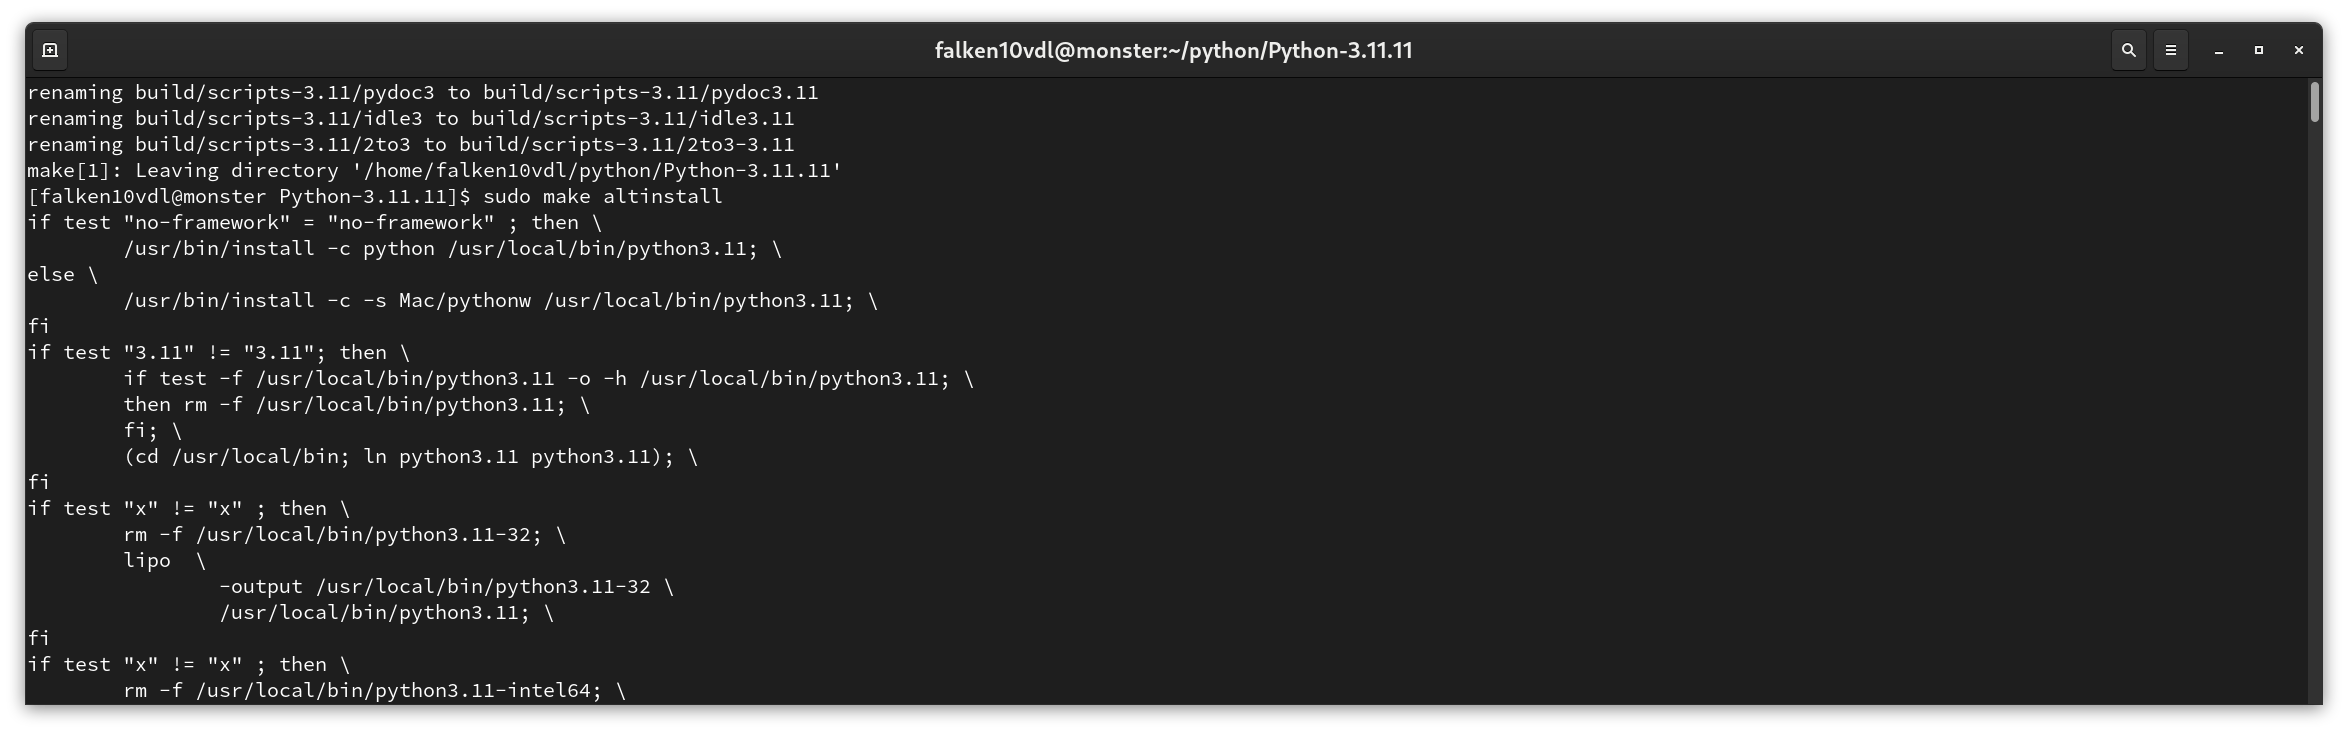 falken10vdl@monster:~/python/Python-3.11.11
renaming build/scripts-3.11/pydoc3 to build/scripts-3.11/pydoc3.11
renaming build/scripts-3.11/idle3 to build/scripts-3.11/idle3.11
renaming build/scripts-3.11/2to3 to build/scripts-3.11/2to3-3.11
make[1]: Leaving directory '/home/falken10vdl/python/Python-3.11.11'
[falken10vdl@monster Python-3.11.11]$ sudo make altinstall
if test "no-framework" = "no-framework" ; then \
        /usr/bin/install -c python /usr/local/bin/python3.11; \
else \
        /usr/bin/install -c -s Mac/pythonw /usr/local/bin/python3.11; \
fi
if test "3.11" != "3.11"; then \
        if test -f /usr/local/bin/python3.11 -o -h /usr/local/bin/python3.11; \
        then rm -f /usr/local/bin/python3.11; \
        fi; \
        (cd /usr/local/bin; ln python3.11 python3.11); \
fi
if test "x" != "x" ; then \
        rm -f /usr/local/bin/python3.11-32; \
        lipo  \
                -output /usr/local/bin/python3.11-32 \
                /usr/local/bin/python3.11; \
fi
if test "x" != "x" ; then \
        rm -f /usr/local/bin/python3.11-intel64; \